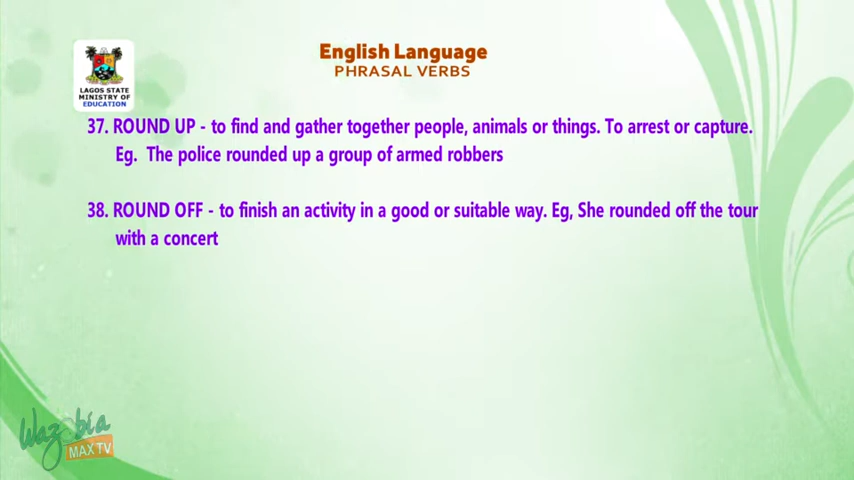 English Language
PHRASAL VERBS
LAGOS STATE
MINISTRY OF
EDUCATION
37. ROUND UP - to find and gather together people, animals or things. To arrest or capture.
Eg. The police rounded up a group of armed robbers
38. ROUND OFF - to finish an activity in a good or suitable way. Eg, She rounded off the tour
with a concert
Wazobia
MAX TV